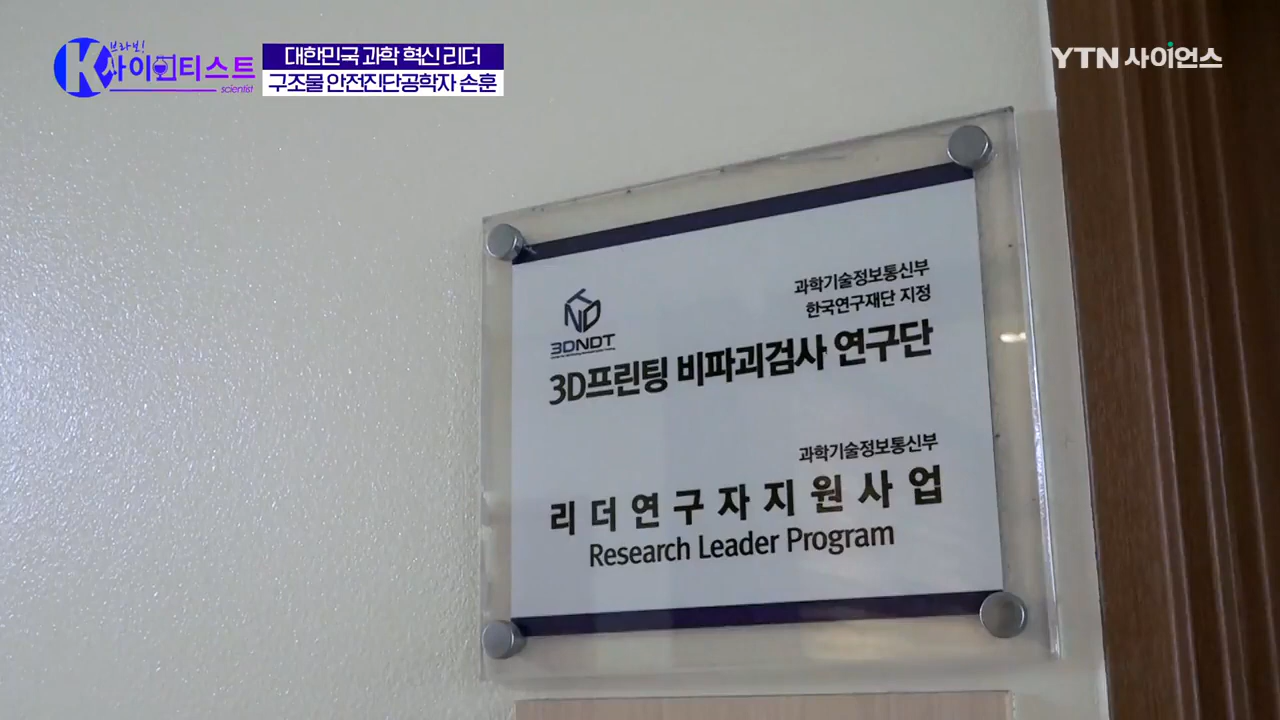 브라보!
K사이언티스트
scientist
대한민국 과학 혁신 리더
구조물 안전진단공학자 손훈
YTN 사이언스
과학기술정보통신부
한국연구재단 지정
3DNDT
3D프린팅 비파괴검사 연구단
과학기술정보통신부
리더연구자지원사업
Research Leader Program